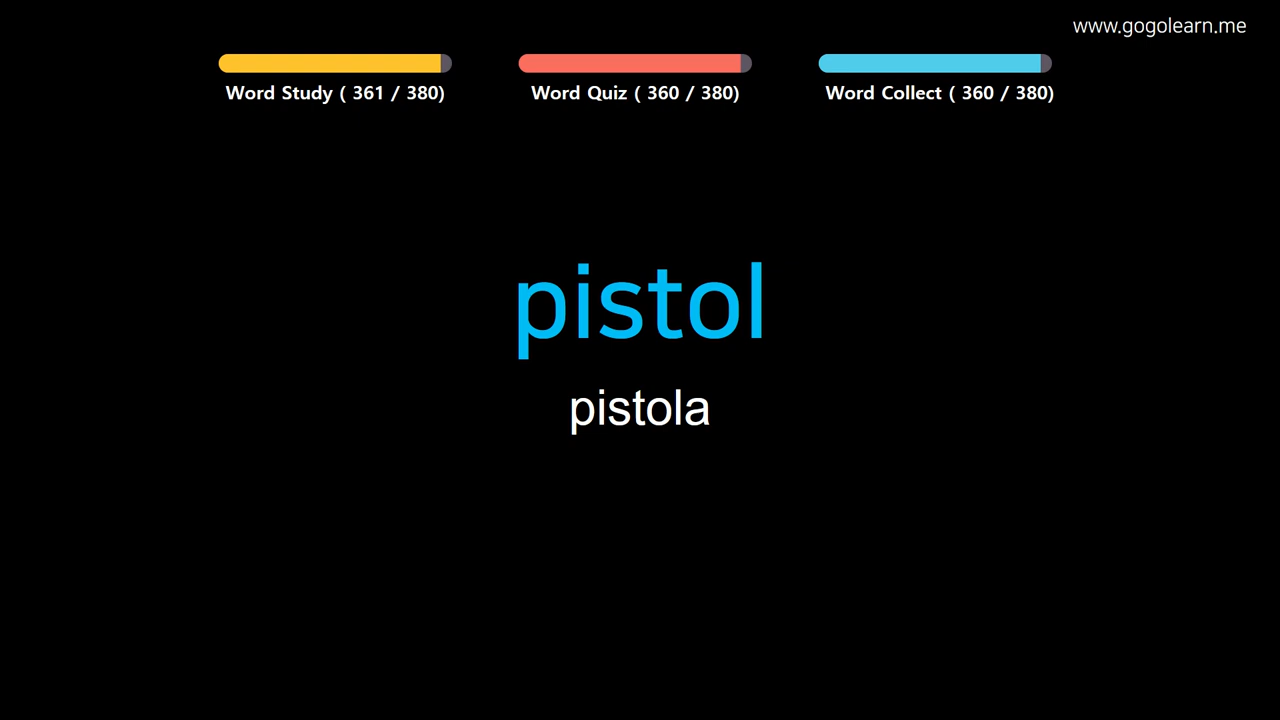 www.gogolearn.me
Word Study ( 361 / 380)
Word Quiz ( 360 / 380)
Word Collect ( 360 / 380)
pistol
pistola